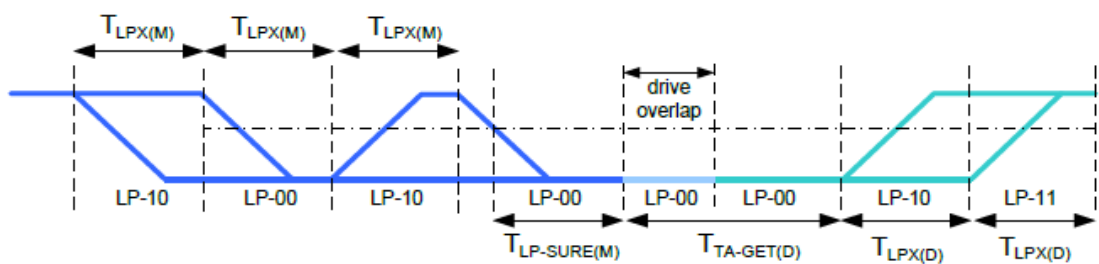 TLPX(M) TLPX(M) TLPX(M)
drive
overlap
LP-10 LP-00 LP-10 LP-00 LP-00 LP-00 LP-10 LP-11
TLP-SURE(M) TTA-GET(D) TLPX(D) TLPX(D)